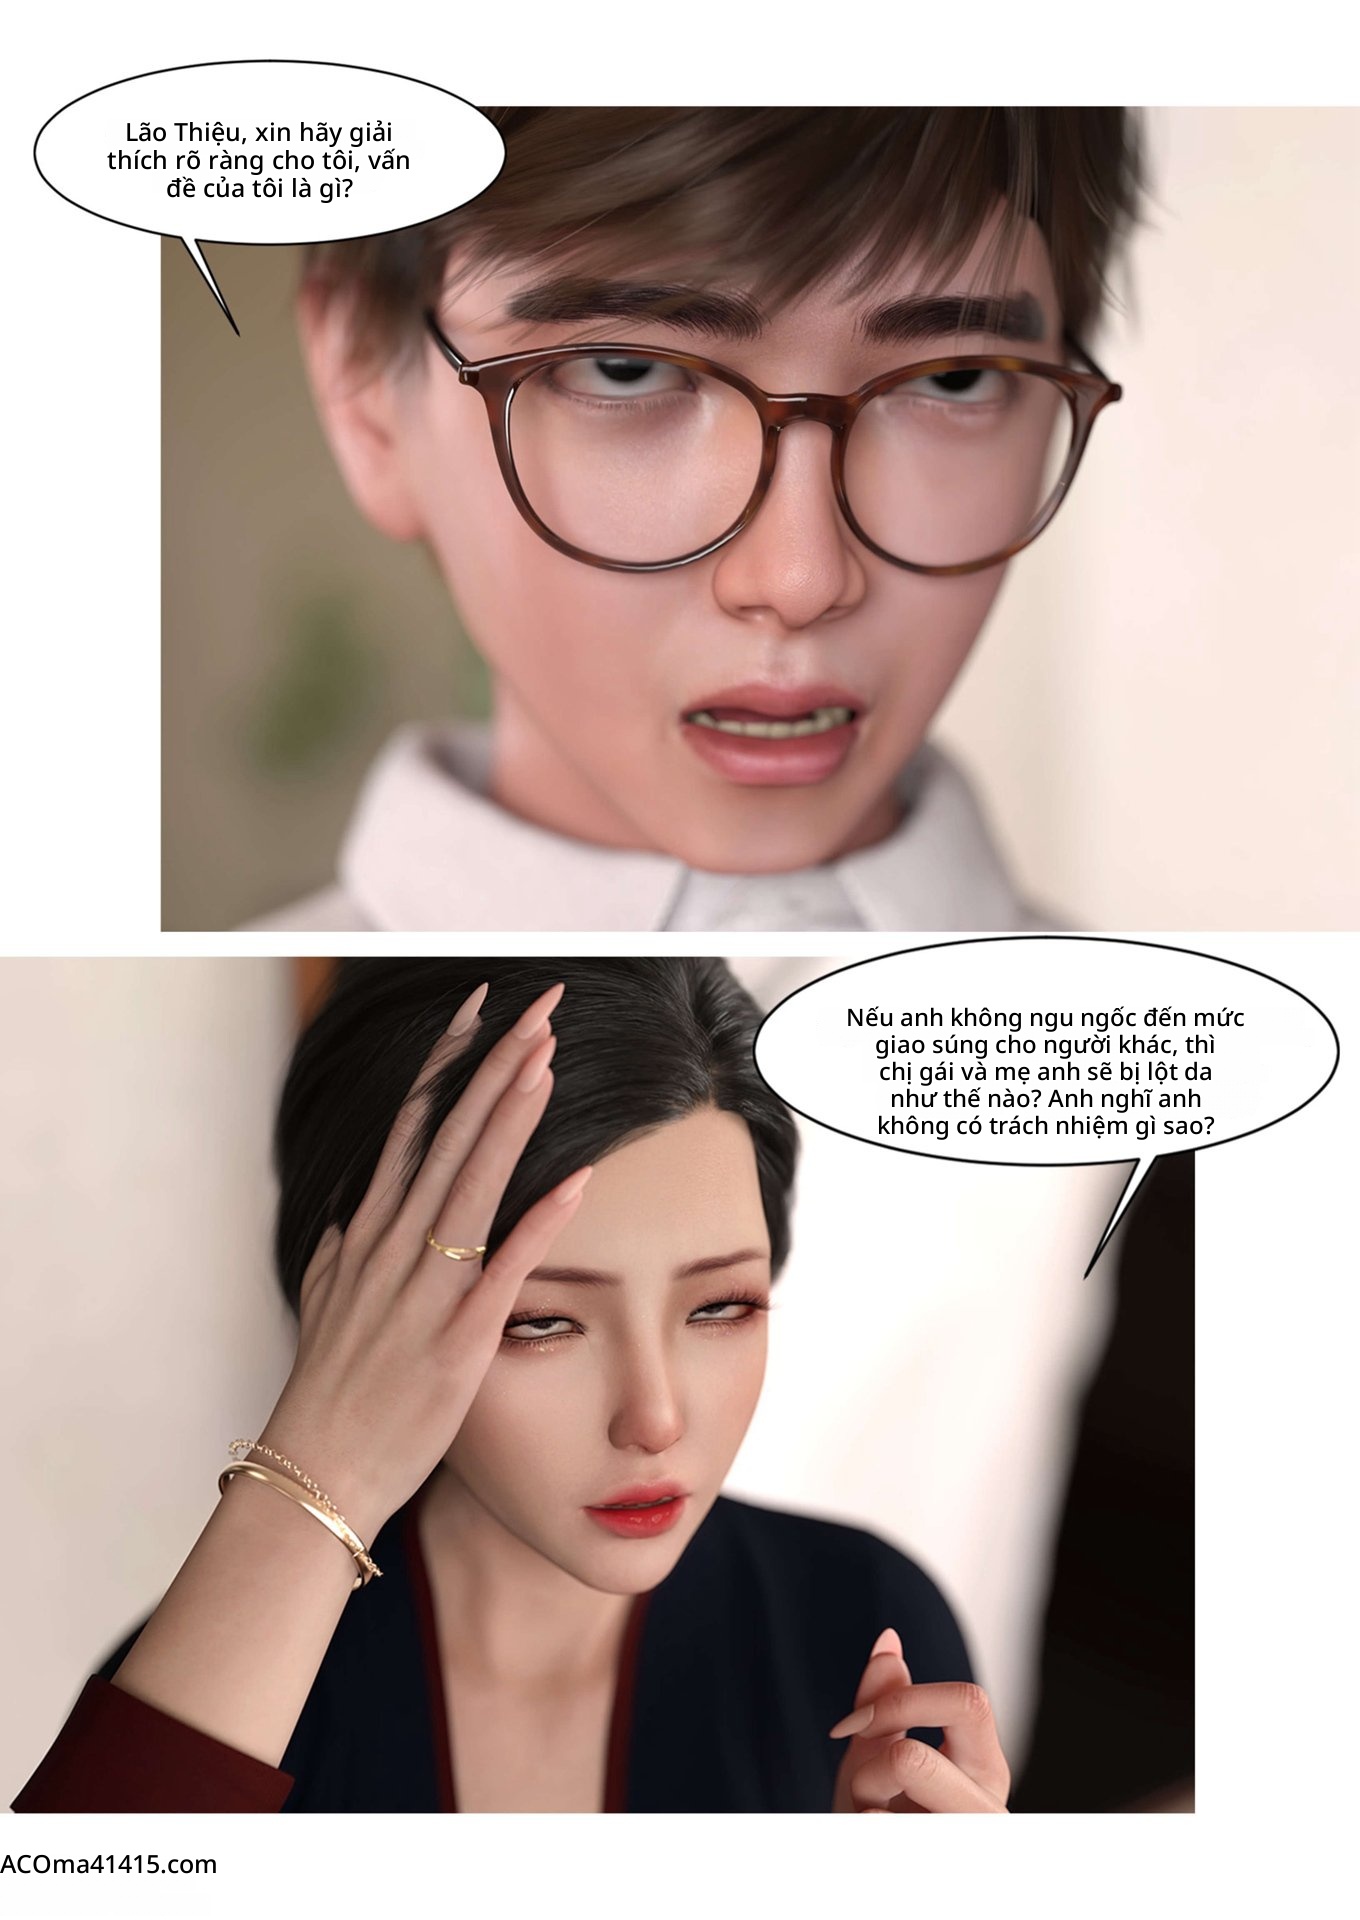 Lão Thiệu, xin hãy giải
thích rõ ràng cho tôi, vấn
đề của tôi là gì?
Nếu anh không ngu ngốc đến mức
giao súng cho người khác, thì
chị gái và mẹ anh sẽ bị lột da
như thế nào? Anh nghĩ anh
không có trách nhiệm gì sao?
ACOma41415.com